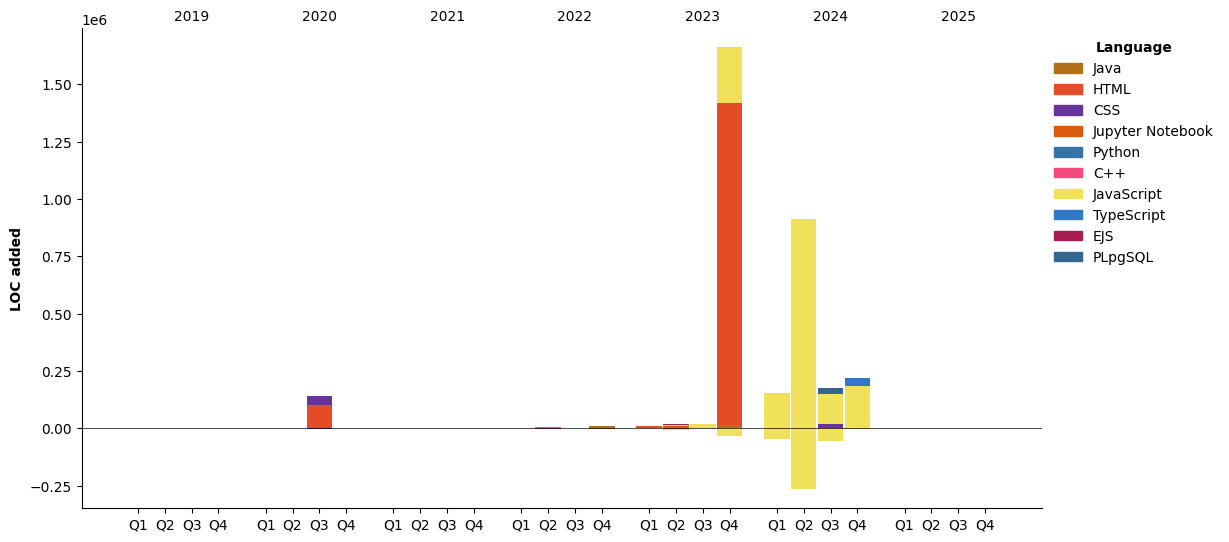 2019 2020 2021 2022 2023 2024 2025
1e6
1.50
1.25
1.00
0.75
0.50
0.25
0.00
−0.25
LOC added
Q1 Q2 Q3 Q4 Q1 Q2 Q3 Q4 Q1 Q2 Q3 Q4 Q1 Q2 Q3 Q4 Q1 Q2 Q3 Q4 Q1 Q2 Q3 Q4 Q1 Q2 Q3 Q4
Language
Java
HTML
CSS
Jupyter Notebook
Python
C++
JavaScript
TypeScript
EJS
PLpgSQL